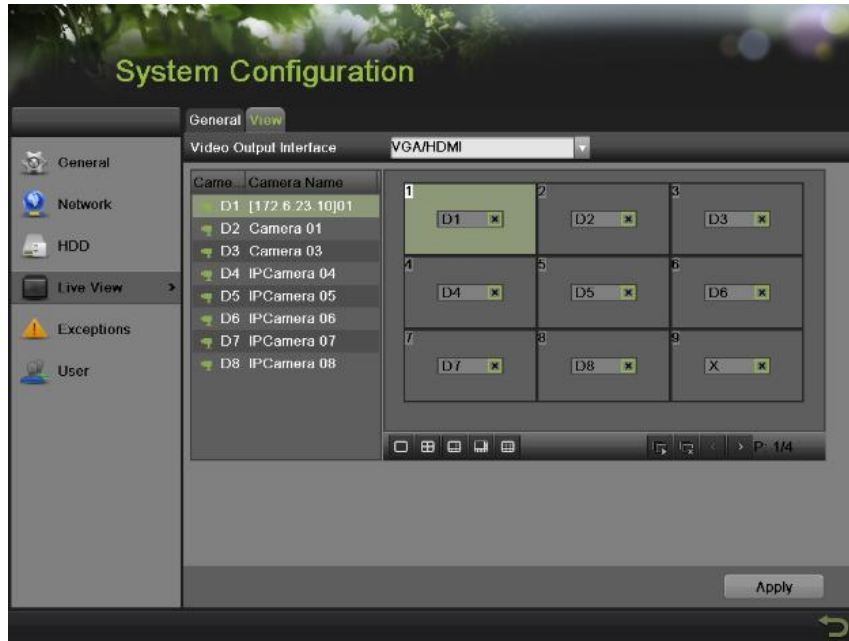 System Configuration
General View
Video Output Interface VGA/HDMI
General
Network
HDD
Live View >
Exceptions
User
Came... Camera Name
D1 [172.6.23.10]01
D2 Camera 01
D3 Camera 03
D4 IPCamera 04
D5 IPCamera 05
D6 IPCamera 06
D7 IPCamera 07
D8 IPCamera 08
1 2 3
D1 D2 D3
4 5 6
D4 D5 D6
7 8 9
D7 D8 X
P: 1/4
Apply